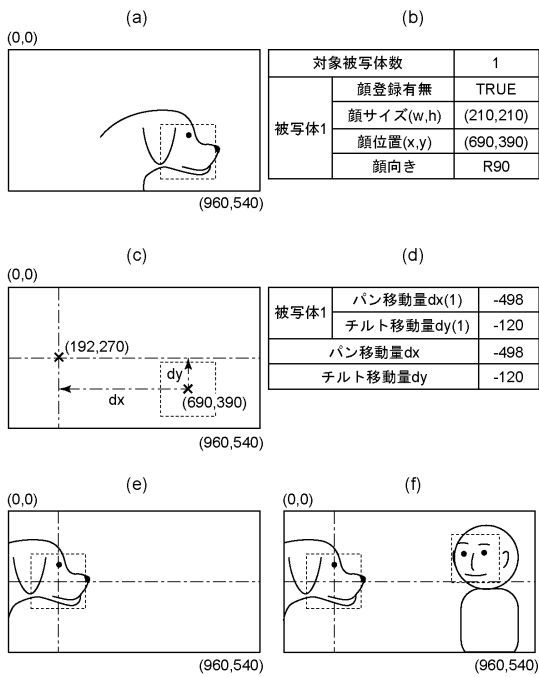 (a)
(0,0)
(960,540)
(b)
対象被写体数 1
被写体1
顔登録有無 TRUE
顔サイズ(w,h) (210,210)
顔位置(x,y) (690,390)
顔向き R90
(c)
(0,0)
(192,270)
dy
dx
(690,390)
(960,540)
(d)
被写体1
パン移動量dx(1) -498
チルト移動量dy(1) -120
パン移動量dx -498
チルト移動量dy -120
(e)
(0,0)
(960,540)
(f)
(0,0)
(960,540)